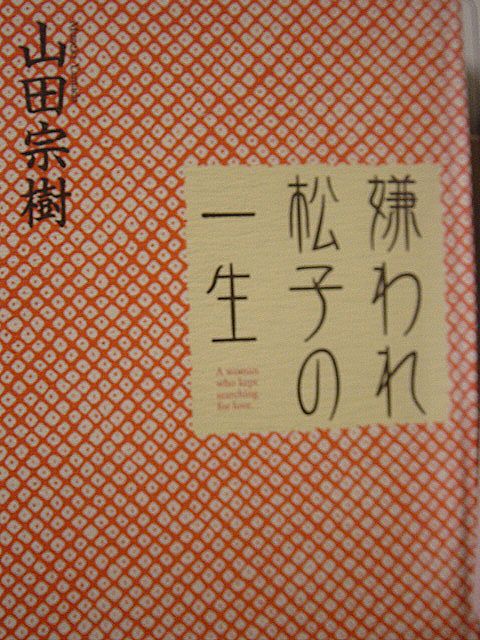 嫌われ
松子の
一生
A woman
who kept
searching
for love...
山田宗樹